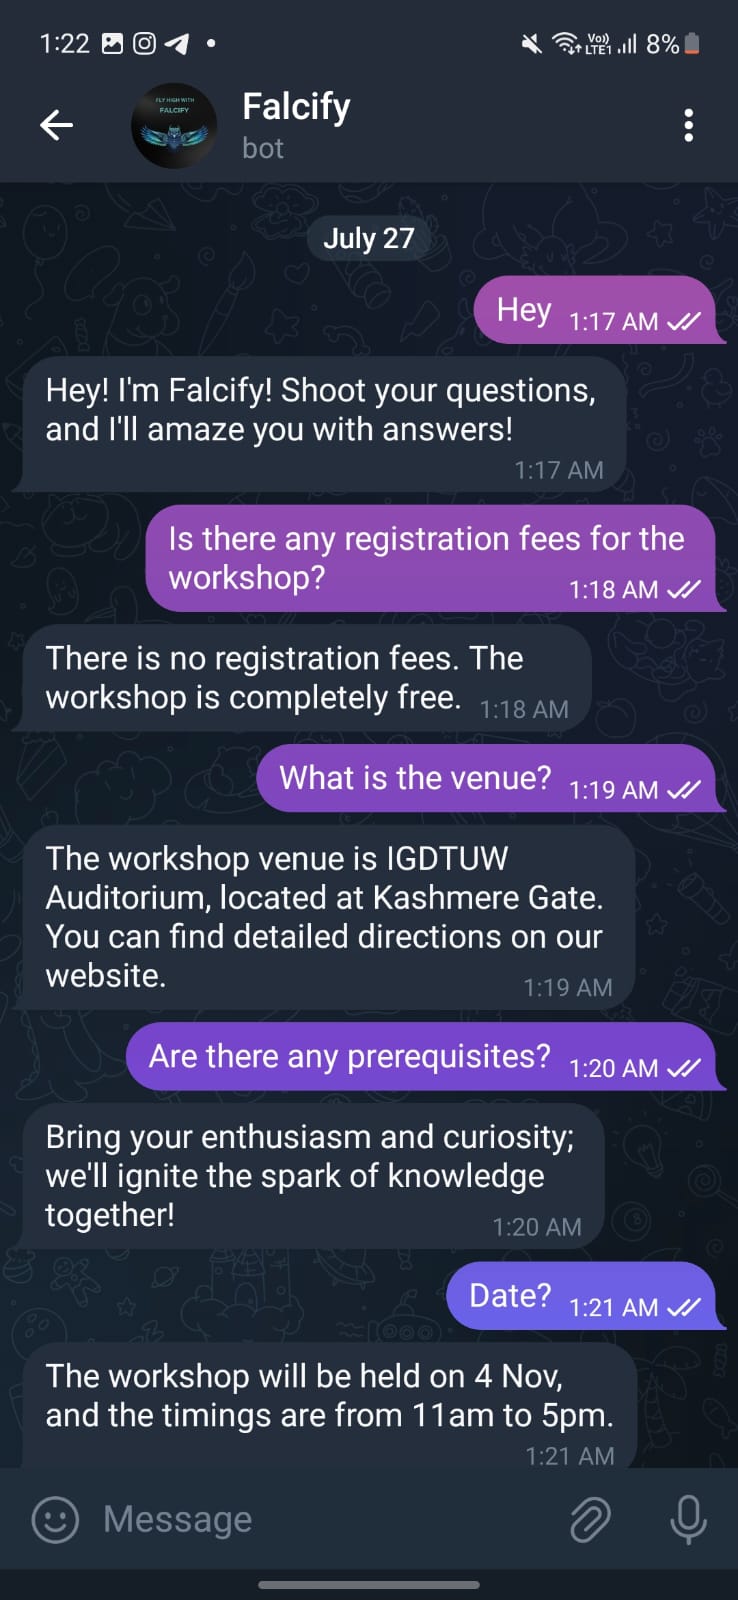 1:22
Vo))
LTE1
8%
FLY HIGH WITH
FALCIFY
Falcify
bot
July 27
Hey 1:17 AM
Hey! I'm Falcify! Shoot your questions,
and I'll amaze you with answers!
1:17 AM
Is there any registration fees for the
workshop?
1:18 AM
There is no registration fees. The
workshop is completely free. 1:18 AM
What is the venue? 1:19 AM
The workshop venue is IGDTUW
Auditorium, located at Kashmere Gate.
You can find detailed directions on our
website.
1:19 AM
Are there any prerequisites? 1:20 AM
Bring your enthusiasm and curiosity;
we'll ignite the spark of knowledge
together!
1:20 AM
Date? 1:21 AM
The workshop will be held on 4 Nov,
and the timings are from 11am to 5pm.
1:21 AM
Message